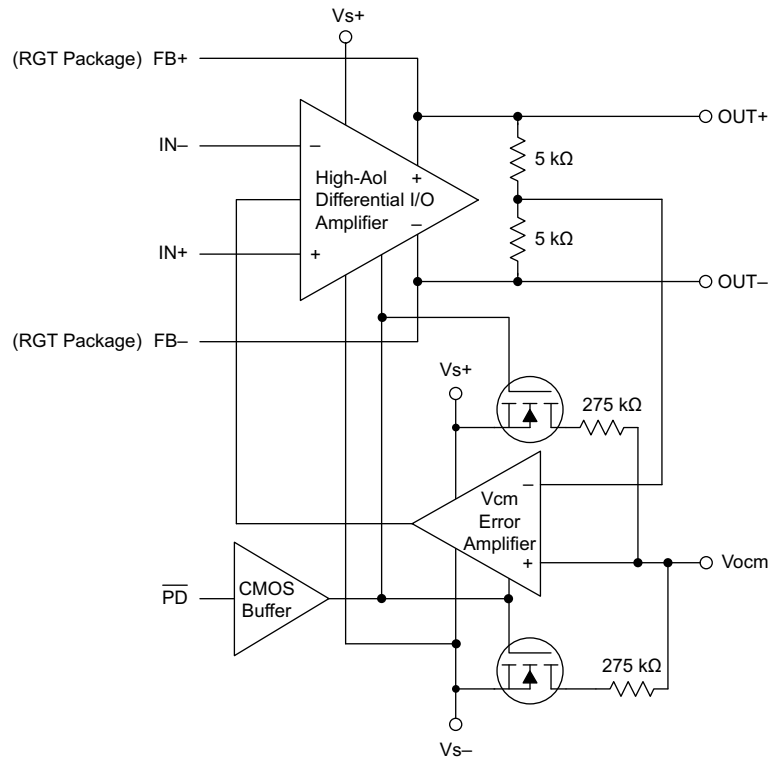 Vs+
(RGT Package) FB+
OUT+
IN–
–
+
5 kΩ
High-Aol
Differential I/O
Amplifier
–
5 kΩ
IN+
+
OUT–
(RGT Package) FB–
Vs+
275 kΩ
–
Vcm
Error
Amplifier
+
Vocm
PD
CMOS
Buffer
275 kΩ
Vs–